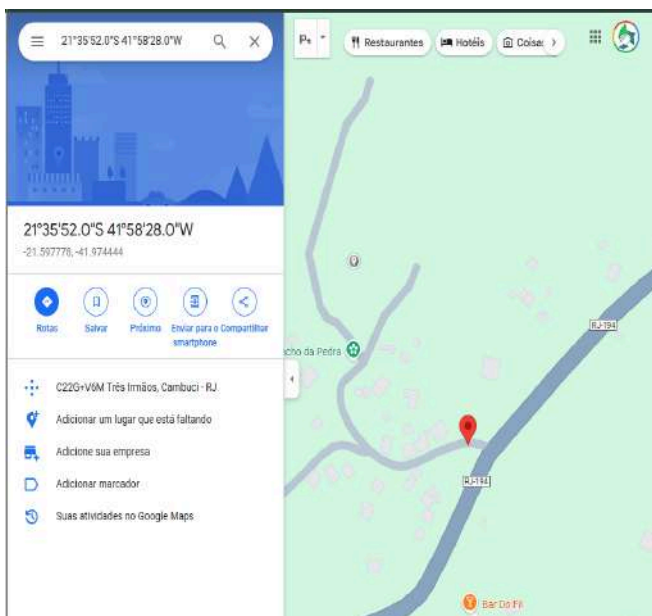 21°35'52.0"S 41°58'28.0"W
21°35'52.0"S 41°58'28.0"W
-21.597778, -41.974444
Rotas
Salvar
Próximo
Enviar para o smartphone
Compartilhar
C22G+V6M Três Irmãos, Cambuci - RJ
Adicionar um lugar que está faltando
Adicione sua empresa
Adicionar marcador
Suas atividades no Google Maps
Restaurantes
Hotéis
RJ-194
cho da Pedra
RJ-194